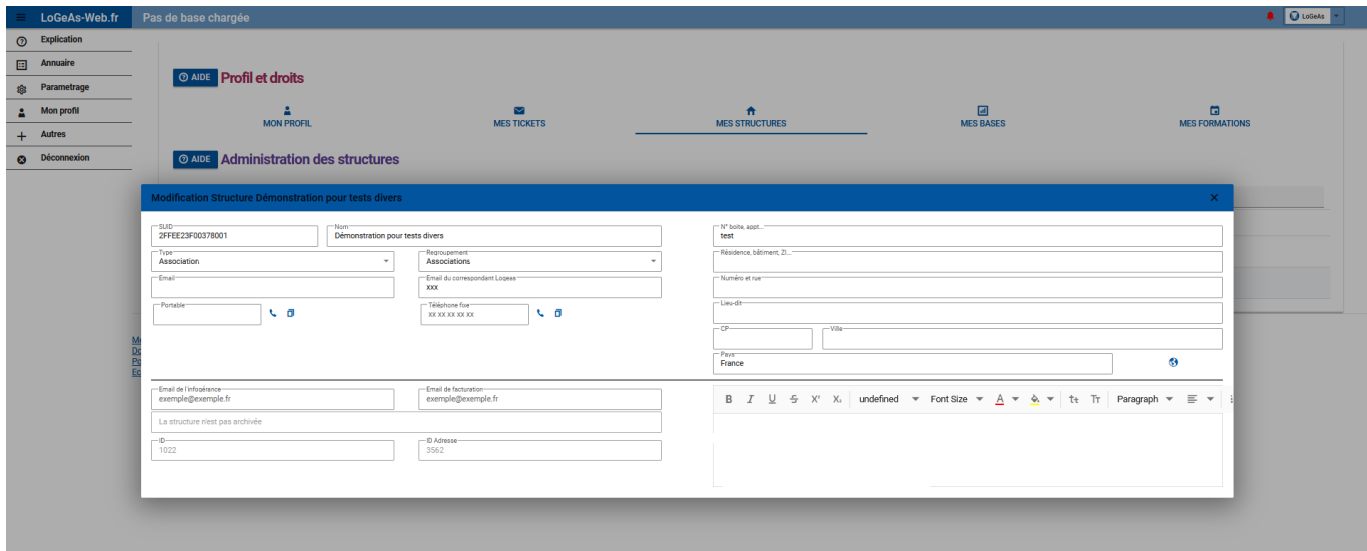 LoGeAs-Web.fr Pas de base chargée LoGeAs
Explication
Annuaire
Parametrage
Mon profil
Autres
Déconnexion
AIDE Profil et droits
MON PROFIL MES TICKETS MES STRUCTURES MES BASES MES FORMATIONS
AIDE Administration des structures
Modification Structure Démonstration pour tests divers
SUID Nom N° boite, appt...
2FFEE23F00378001 Démonstration pour tests divers test
Type Regroupement Résidence, bâtiment, ZI...
Association Associations
Email Email du correspondant Logeas Numéro et rue
xxx
Portable Téléphone fixe Lieu-dit
xx xx xx xx xx
CP Ville
Pays
France
Email de l'infogérance Email de facturation
exemple@exemple.fr exemple@exemple.fr
B I U S X² X₂ undefined Font Size A Paragraph
La structure n'est pas archivée
ID ID Adresse
1022 3562